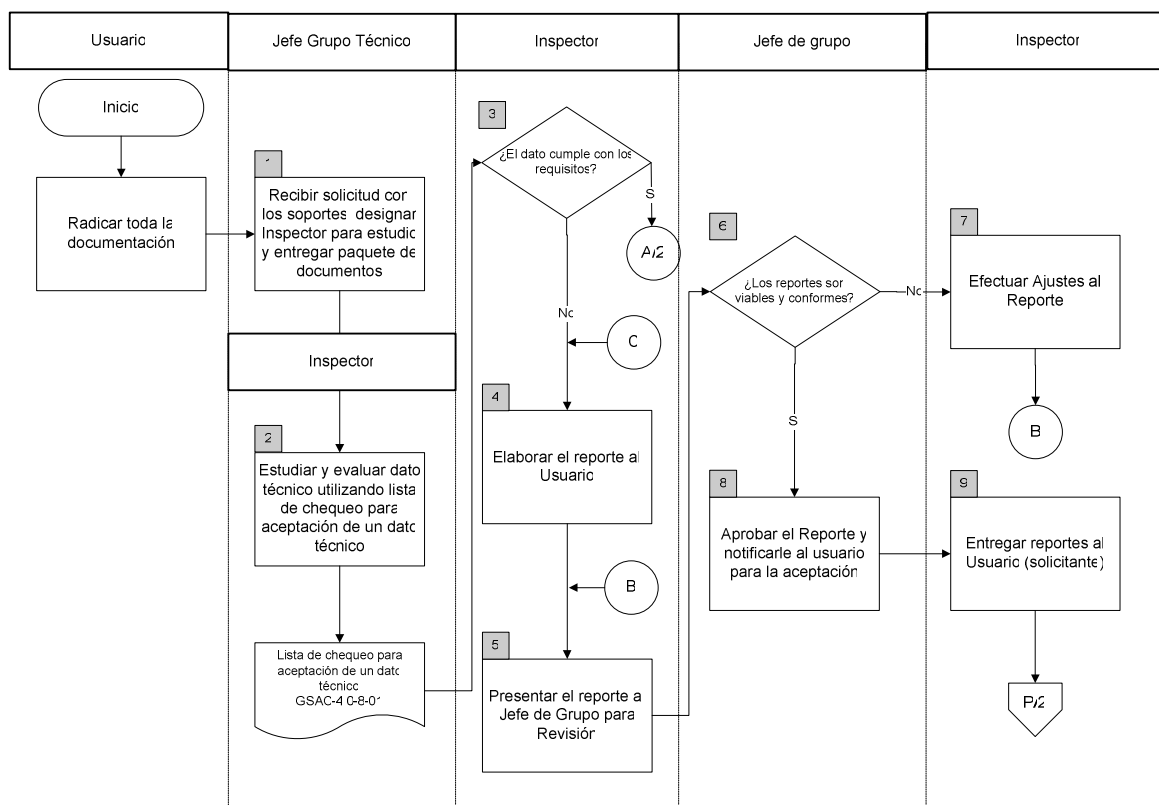 Usuario
Jefe Grupo Técnico
Inspector
Jefe de grupo
Inspector
Inicio
Radicar toda la
documentación
1
Recibir solicitud con
los soportes designar
Inspector para estudio
y entregar paquete de
documentos
Inspector
2
Estudiar y evaluar dato
técnico utilizando lista
de chequeo para
aceptación de un dato
técnico
Lista de chequeo para
aceptación de un dato
técnico
GSAC-4 0-8-01
3
¿El dato cumple con los
requisitos?
S
A/2
No
C
4
Elaborar el reporte al
Usuario
B
5
Presentar el reporte a
Jefe de Grupo para
Revisión
6
¿Los reportes son
viables y conformes?
No
S
8
Aprobar el Reporte y
notificarle al usuario
para la aceptación
7
Efectuar Ajustes al
Reporte
B
9
Entregar reportes al
Usuario (solicitante)
P/2